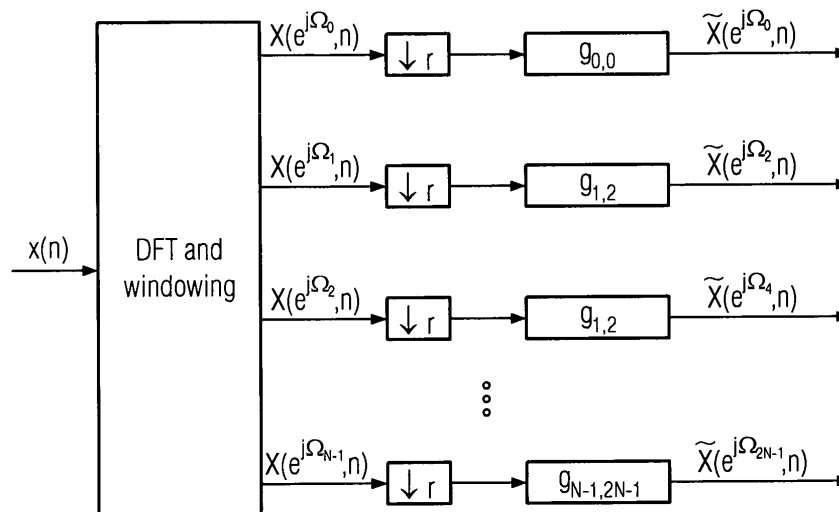 X(e^{jΩ_0},n) ↓ r g_{0,0} X̃(e^{jΩ_0},n)
X(e^{jΩ_1},n) ↓ r g_{1,2} X̃(e^{jΩ_2},n)
x(n) DFT and
windowing
X(e^{jΩ_2},n) ↓ r g_{1,2} X̃(e^{jΩ_4},n)
X(e^{jΩ_{N-1}},n) ↓ r g_{N-1,2N-1} X̃(e^{jΩ_{2N-1}},n)